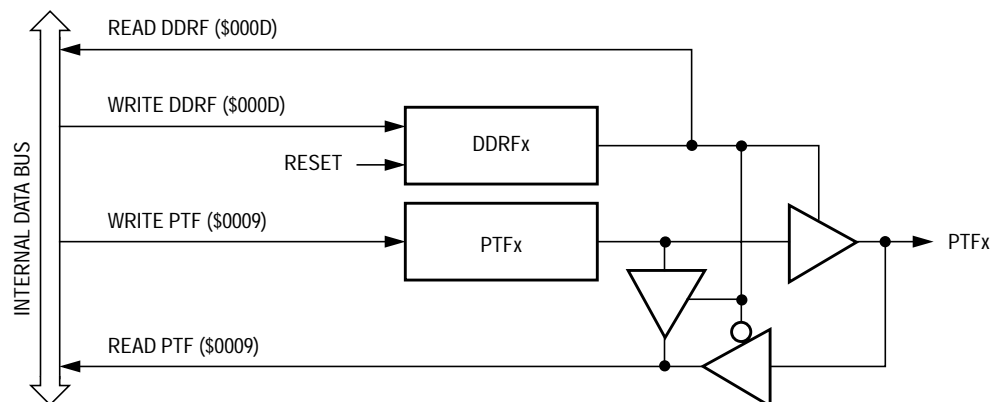 READ DDRF ($000D)
WRITE DDRF ($000D)
DDRFx
RESET
INTERNAL DATA BUS
WRITE PTF ($0009)
PTFx
PTFx
READ PTF ($0009)